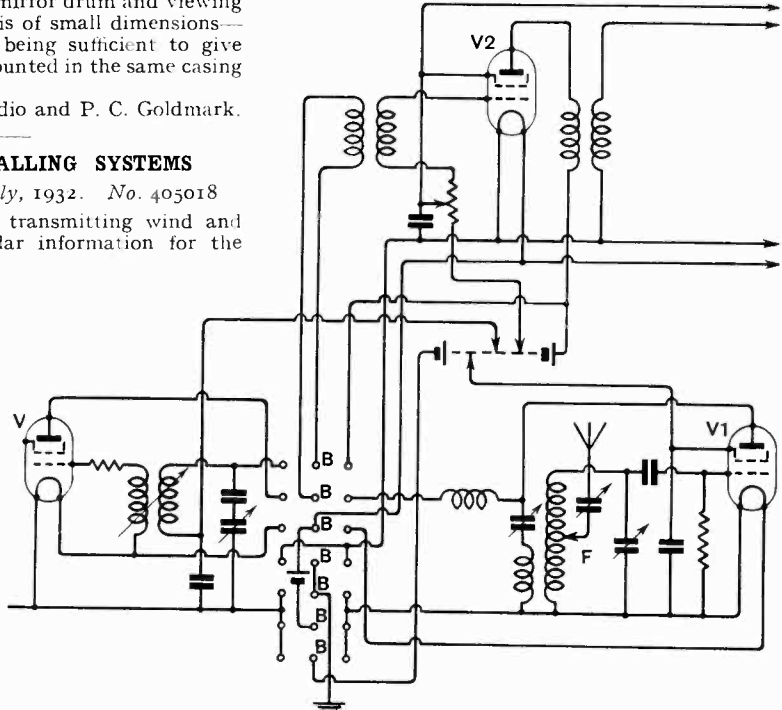 mirror drum and viewing
is of small dimensions—
being sufficient to give
ounted in the same casing
dio and P. C. Goldmark.
ALLING SYSTEMS
ly, 1932. No. 405018
transmitting wind and
lar information for the
V2
V
V1
B
B
B
B
F
B
B
B